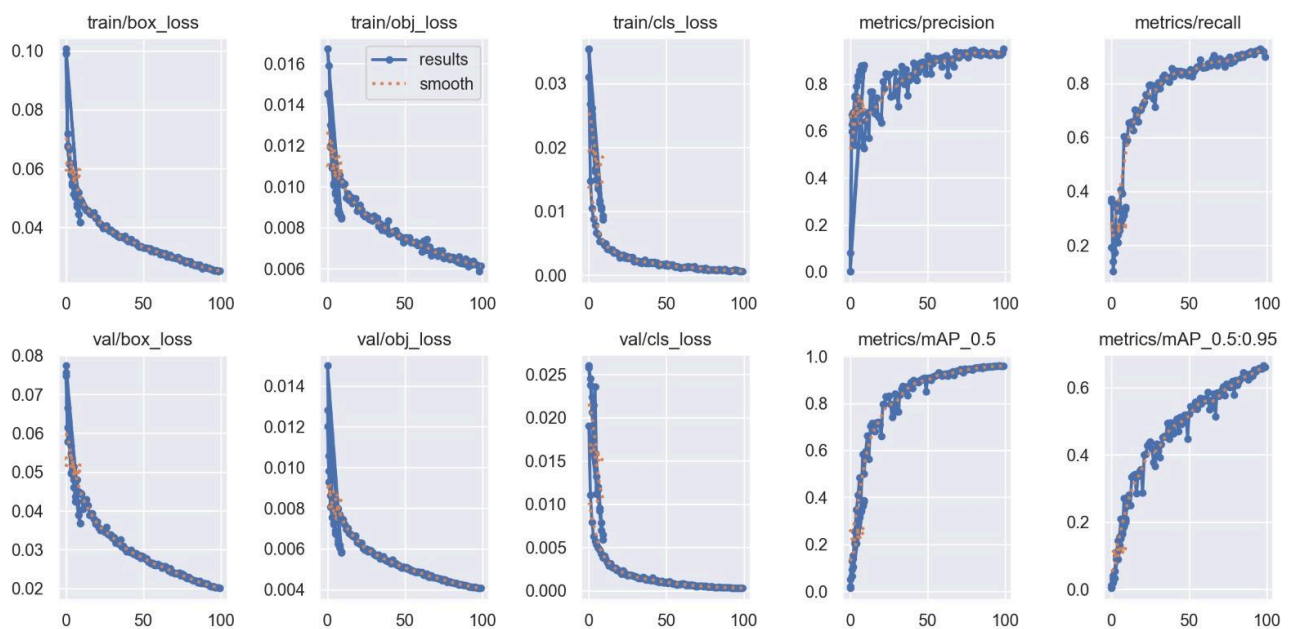 train/box_loss
0.10
0.08
0.06
0.04
0 50 100
train/obj_loss
results
smooth
0.016
0.014
0.012
0.010
0.008
0.006
0 50 100
train/cls_loss
0.03
0.02
0.01
0.00
0 50 100
metrics/precision
0.8
0.6
0.4
0.2
0.0
0 50 100
metrics/recall
0.8
0.6
0.4
0.2
0 50 100
val/box_loss
0.08
0.07
0.06
0.05
0.04
0.03
0.02
0 50 100
val/obj_loss
0.014
0.012
0.010
0.008
0.006
0.004
0 50 100
val/cls_loss
0.025
0.020
0.015
0.010
0.005
0.000
0 50 100
metrics/mAP_0.5
1.0
0.8
0.6
0.4
0.2
0.0
0 50 100
metrics/mAP_0.5:0.95
0.6
0.4
0.2
0.0
0 50 100